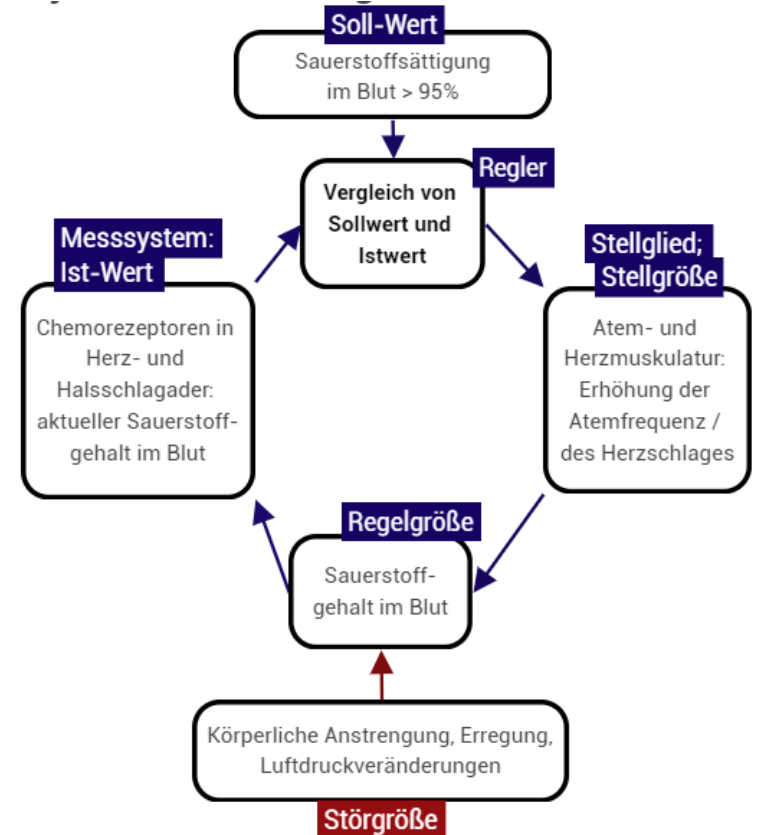 Soll-Wert
Sauerstoffsättigung
im Blut > 95%
Regler
Vergleich von
Sollwert und
Istwert
Messsystem:
Ist-Wert
Chemorezeptoren in
Herz- und
Halsschlagader:
aktueller Sauerstoff-
gehalt im Blut
Stellglied;
Stellgröße
Atem- und
Herzmuskulatur:
Erhöhung der
Atemfrequenz /
des Herzschlages
Regelgröße
Sauerstoff-
gehalt im Blut
Körperliche Anstrengung, Erregung,
Luftdruckveränderungen
Störgröße